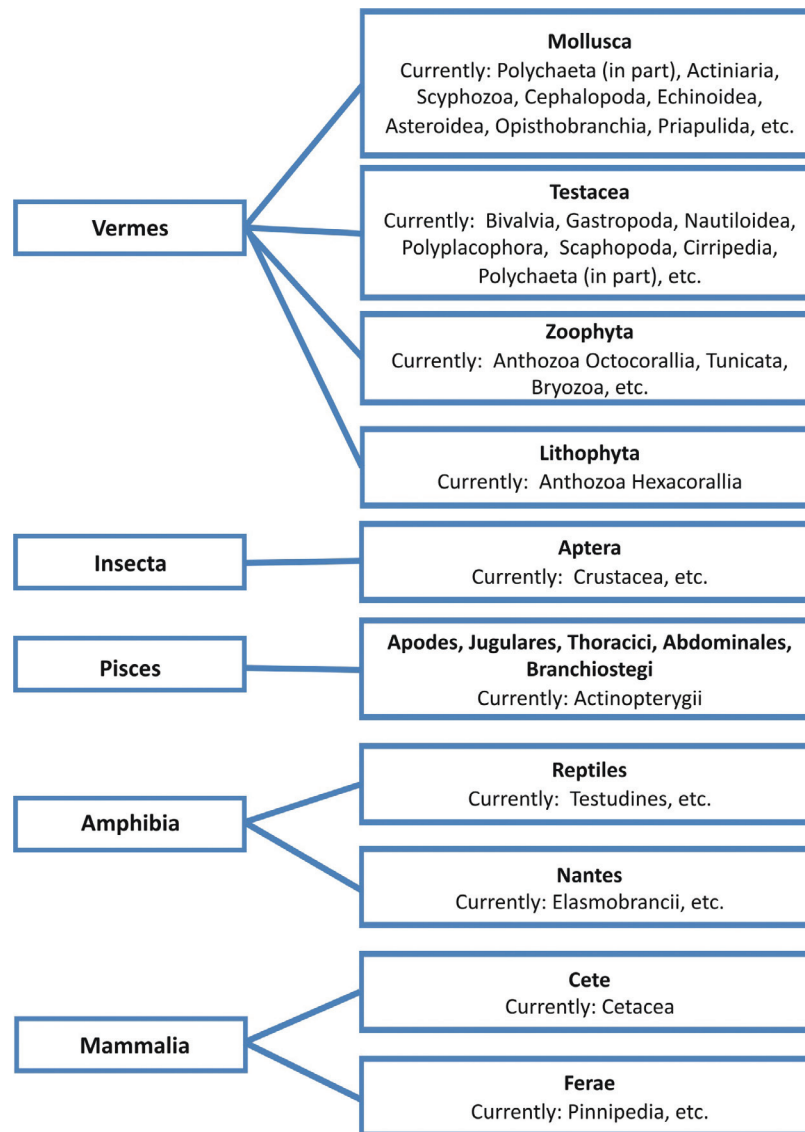 Vermes
Mollusca
Currently: Polychaeta (in part), Actiniaria,
Scyphozoa, Cephalopoda, Echinoidea,
Asteroidea, Opisthobranchia, Priapulida, etc.
Testacea
Currently: Bivalvia, Gastropoda, Nautiloidea,
Polyplacophora, Scaphopoda, Cirripedia,
Polychaeta (in part), etc.
Zoophyta
Currently: Anthozoa Octocorallia, Tunicata,
Bryozoa, etc.
Lithophyta
Currently: Anthozoa Hexacorallia
Insecta
Aptera
Currently: Crustacea, etc.
Pisces
Apodes, Jugulares, Thoracici, Abdominales,
Branchiostegi
Currently: Actinopterygii
Amphibia
Reptiles
Currently: Testudines, etc.
Nantes
Currently: Elasmobrancii, etc.
Mammalia
Cete
Currently: Cetacea
Ferae
Currently: Pinnipedia, etc.